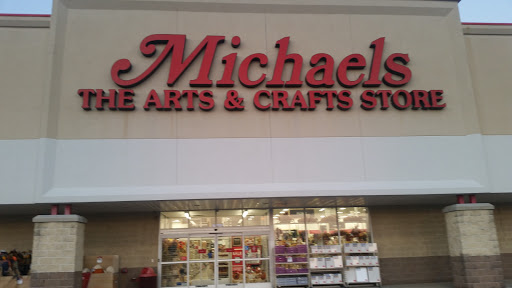 Michaels
THE ARTS & CRAFTS STORE